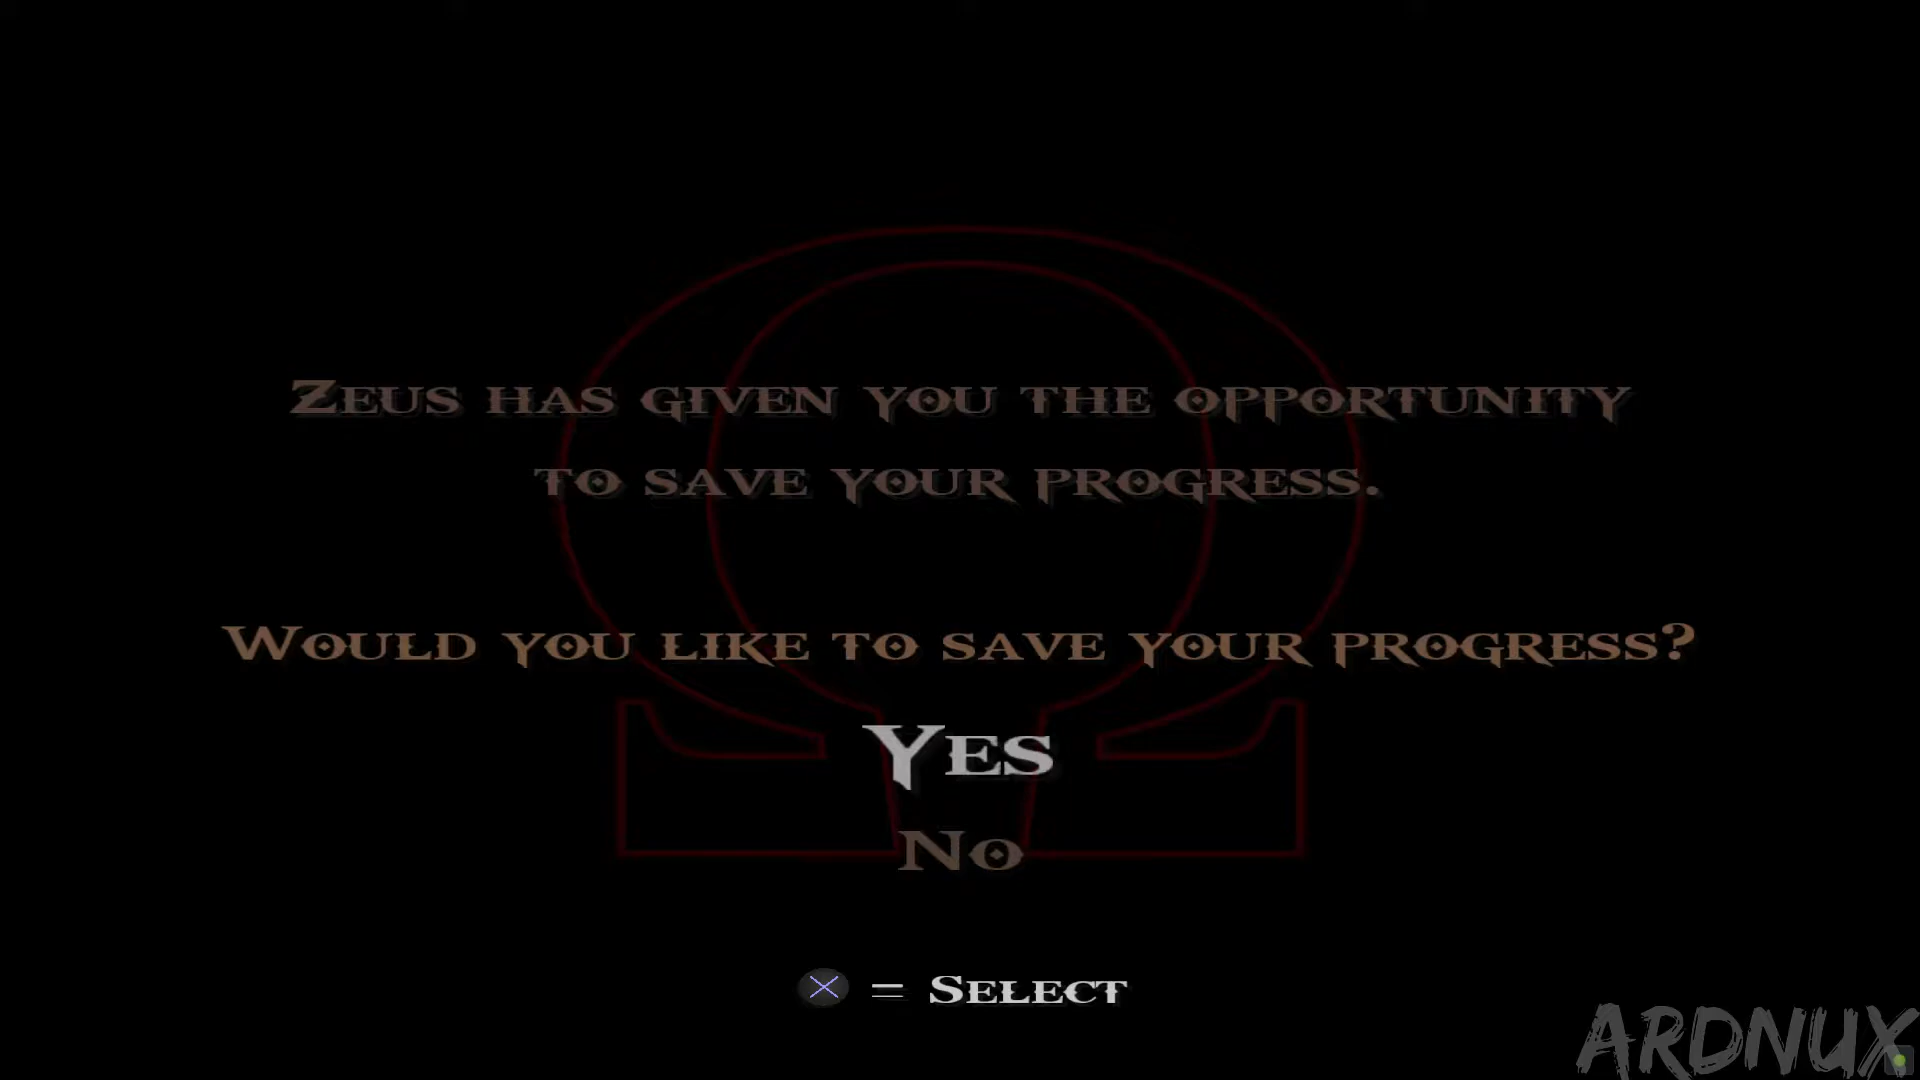 Zeus has given you the opportunity
to save your progress.
Would you like to save your progress?
Yes
No
= Select
ARDNUX